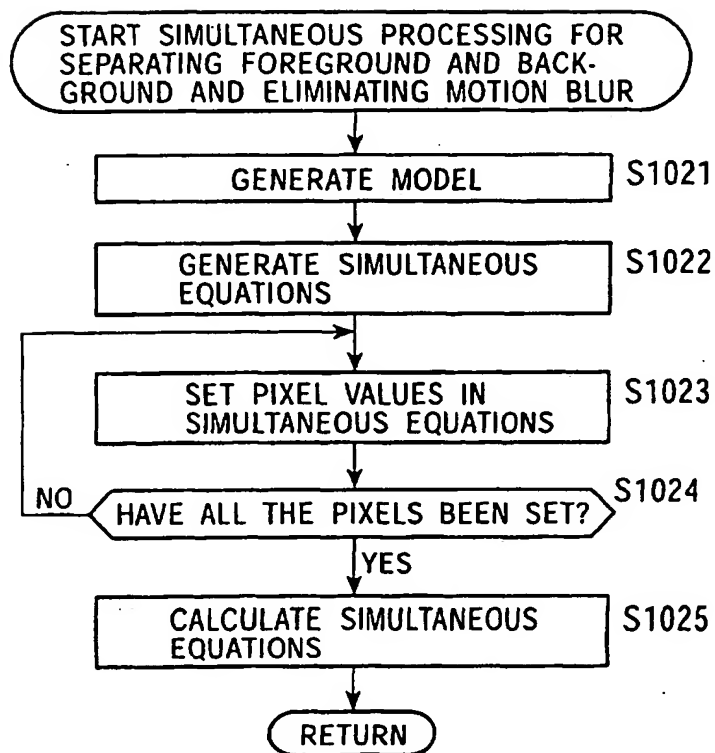 START SIMULTANEOUS PROCESSING FOR
SEPARATING FOREGROUND AND BACK-
GROUND AND ELIMINATING MOTION BLUR
GENERATE MODEL
S1021
GENERATE SIMULTANEOUS
EQUATIONS
S1022
SET PIXEL VALUES IN
SIMULTANEOUS EQUATIONS
S1023
NO
HAVE ALL THE PIXELS BEEN SET?
S1024
YES
CALCULATE SIMULTANEOUS
EQUATIONS
S1025
RETURN